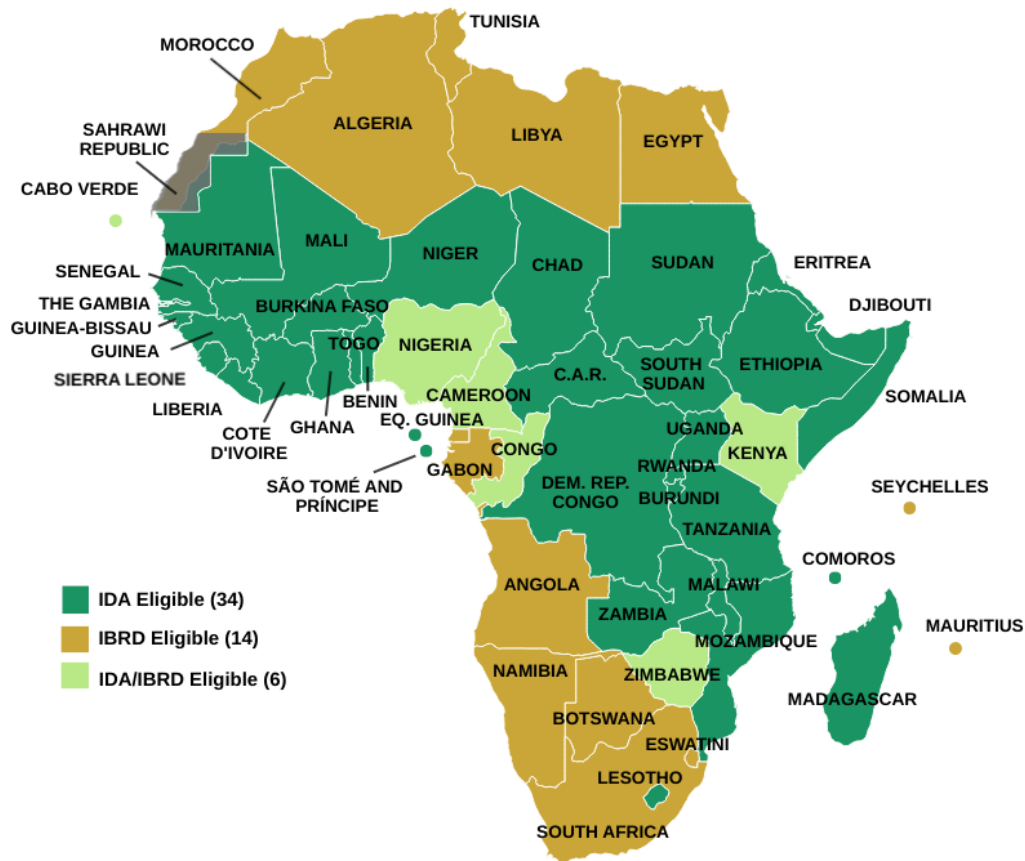 TUNISIA
MOROCCO
ALGERIA
LIBYA
EGYPT
SAHRAWI
REPUBLIC
CABO VERDE
MAURITANIA
MALI
NIGER
CHAD
SUDAN
ERITREA
SENEGAL
DJIBOUTI
THE GAMBIA
BURKINA FASO
GUINEA-BISSAU
GUINEA
TOGO
NIGERIA
SOUTH
SUDAN
ETHIOPIA
C.A.R.
SIERRA LEONE
CAMEROON
SOMALIA
BENIN
LIBERIA
GHANA
EQ. GUINEA
COTE
D'IVOIRE
UGANDA
KENYA
CONGO
GABON
RWANDA
DEM. REP.
CONGO
BURUNDI
SÃO TOMÉ AND
PRÍNCIPE
SEYCHELLES
TANZANIA
COMOROS
ANGOLA
MALAWI
ZAMBIA
MOZAMBIQUE
MAURITIUS
IDA Eligible (34)
IBRD Eligible (14)
IDA/IBRD Eligible (6)
NAMIBIA
ZIMBABWE
MADAGASCAR
BOTSWANA
ESWATINI
LESOTHO
SOUTH AFRICA